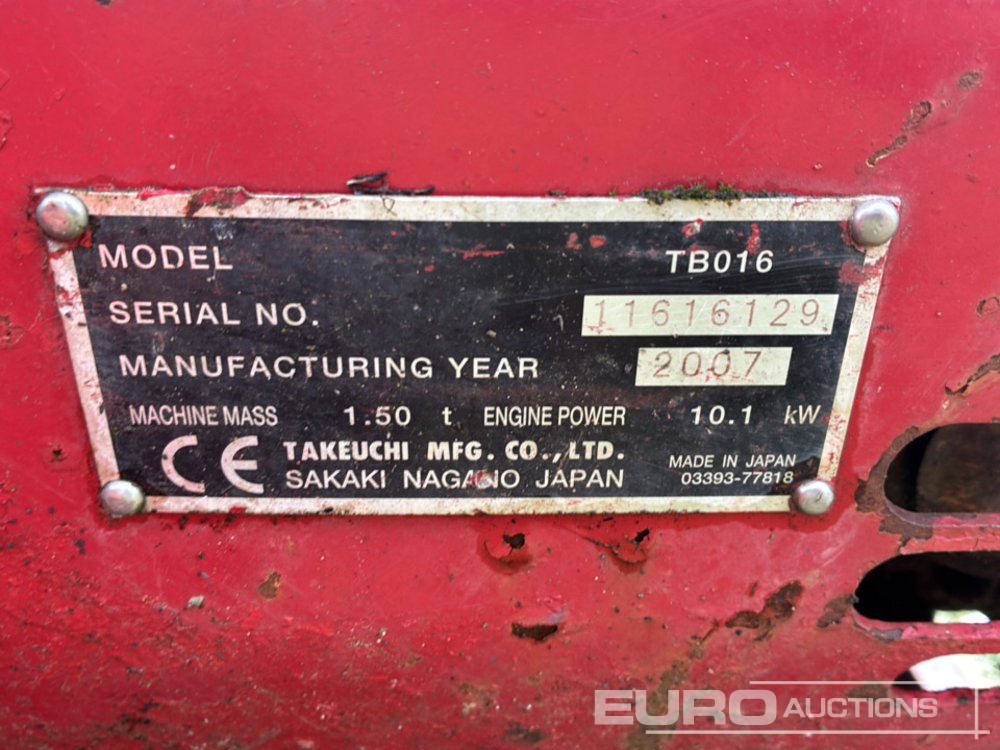 MODEL TB016
SERIAL NO. 11616129
MANUFACTURING YEAR 2007
MACHINE MASS 1.50 t ENGINE POWER 10.1 kW
CE TAKEUCHI MFG. CO., LTD.
SAKAKI NAGANO JAPAN
MADE IN JAPAN
03393-77818
EURO AUCTIONS